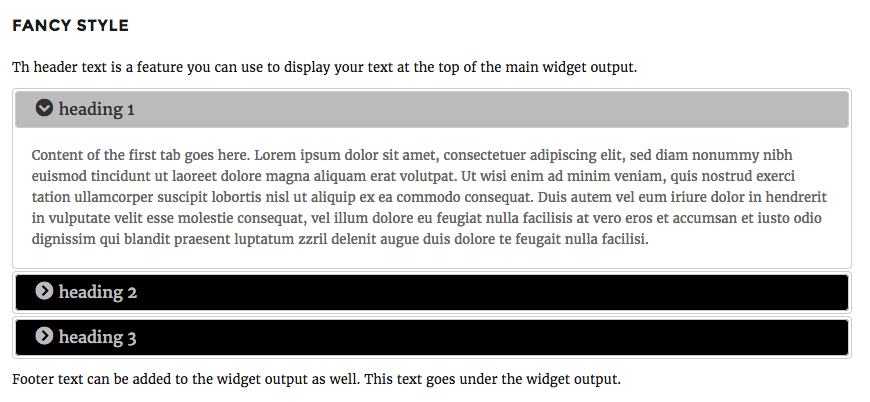 FANCY STYLE
Th header text is a feature you can use to display your text at the top of the main widget output.
heading 1
Content of the first tab goes here. Lorem ipsum dolor sit amet, consectetuer adipiscing elit, sed diam nonummy nibh
euismod tincidunt ut laoreet dolore magna aliquam erat volutpat. Ut wisi enim ad minim veniam, quis nostrud exerci
tation ullamcorper suscipit lobortis nisl ut aliquip ex ea commodo consequat. Duis autem vel eum iriure dolor in hendrerit
in vulputate velit esse molestie consequat, vel illum dolore eu feugiat nulla facilisis at vero eros et accumsan et iusto odio
dignissim qui blandit praesent luptatum zzril delenit augue duis dolore te feugait nulla facilisi.
heading 2
heading 3
Footer text can be added to the widget output as well. This text goes under the widget output.